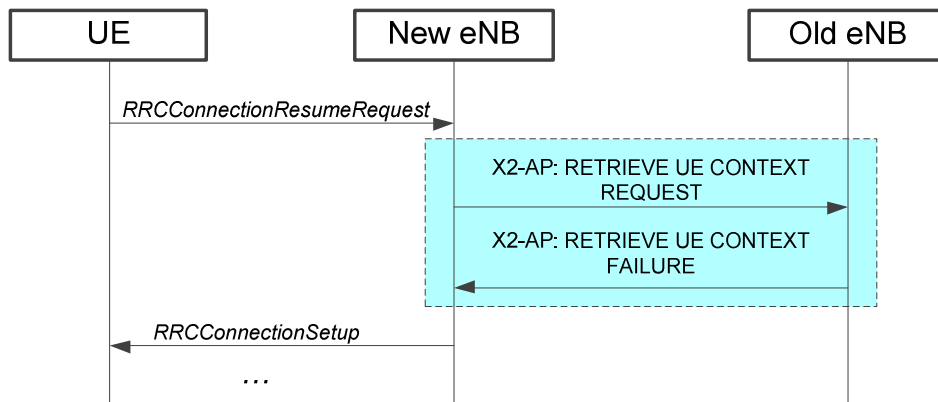 UE
New eNB
Old eNB
RRCConnectionResumeRequest
X2-AP: RETRIEVE UE CONTEXT
REQUEST
X2-AP: RETRIEVE UE CONTEXT
FAILURE
RRCConnectionSetup
...